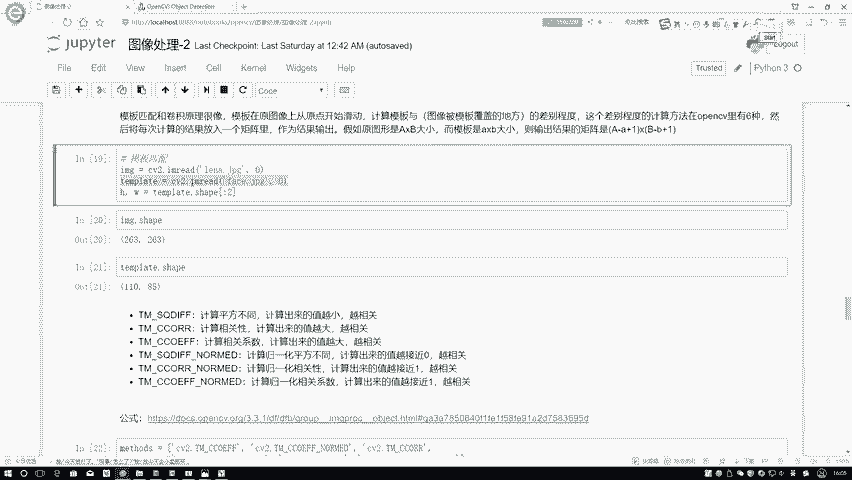 OpenCV: Object Detection
jupyter 图像处理-2 Last Checkpoint: Last Saturday at 12:42 AM (autosaved)
Logout
File Edit View Insert Cell Kernel Widgets Help
Trusted Python 3
Code
模板匹配和卷积原理很像，模板在原图像上从原点开始滑动，计算模板与（图像被模板覆盖的地方）的差别程度，这个差别程度的计算方法在opencv里有6种，然
后将每次计算的结果放入一个矩阵里，作为结果输出。假如原图形是AxB大小，而模板是axb大小，则输出结果的矩阵是(A-a+1)x(B-b+1)
In [19]: # 模板匹配
img = cv2.imread('lena.jpg', 0)
template = cv2.imread('face.jpg', 0)
h, w = template.shape[:2]
In [20]: img.shape
Out[20]: (263, 263)
In [21]: template.shape
Out[21]: (110, 85)
TM_SQDIFF：计算平方不同，计算出来的值越小，越相关
TM_CCORR：计算相关性，计算出来的值越大，越相关
TM_CCOEFF：计算相关系数，计算出来的值越大，越相关
TM_SQDIFF_NORMED：计算归一化平方不同，计算出来的值越接近0，越相关
TM_CCORR_NORMED：计算归一化相关性，计算出来的值越接近1，越相关
TM_CCOEFF_NORMED：计算归一化相关系数，计算出来的值越接近1，越相关
公式：https://docs.opencv.org/3.3.1/df/dfb/group__imgproc__object.html#ga3a7850640f1fe1f58fe91a2d7583695d
In [22]: methods = ['cv2.TM_CCOEFF', 'cv2.TM_CCOEFF_NORMED', 'cv2.TM_CCORR',